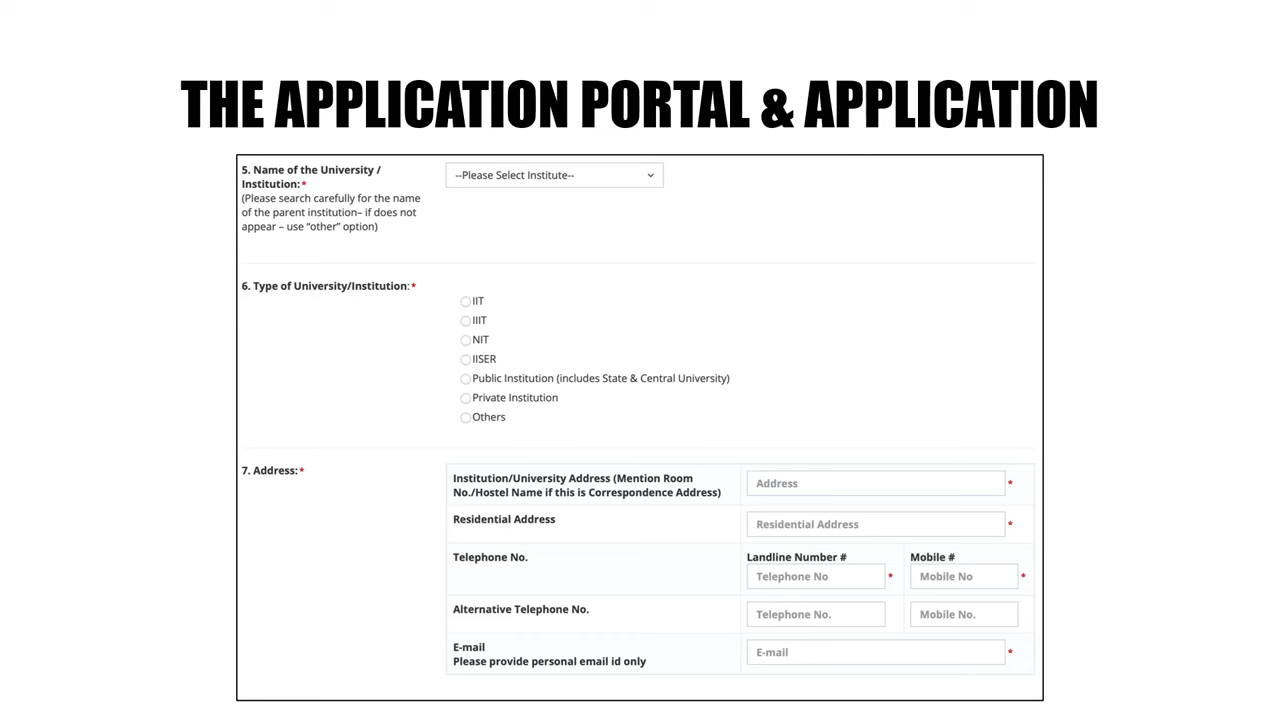 THE APPLICATION PORTAL & APPLICATION
5. Name of the University /
Institution:*
(Please search carefully for the name
of the parent institution– if does not
appear – use “other” option)
--Please Select Institute--
6. Type of University/Institution:*
IIT
IIIT
NIT
IISER
Public Institution (includes State & Central University)
Private Institution
Others
7. Address:*
Institution/University Address (Mention Room
No./Hostel Name if this is Correspondence Address)
Address *
Residential Address
Residential Address *
Telephone No.
Landline Number # Mobile #
Telephone No * Mobile No *
Alternative Telephone No.
Telephone No. Mobile No.
E-mail
Please provide personal email id only
E-mail *